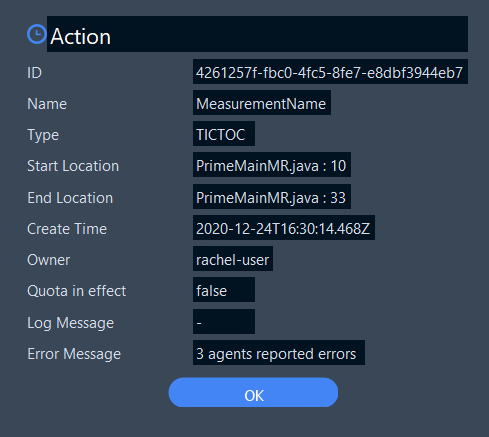 Action
ID 4261257f-fbc0-4fc5-8fe7-e8dbf3944eb7
Name MeasurementName
Type TICTOC
Start Location PrimeMainMR.java : 10
End Location PrimeMainMR.java : 33
Create Time 2020-12-24T16:30:14.468Z
Owner rachel-user
Quota in effect false
Log Message -
Error Message 3 agents reported errors
OK